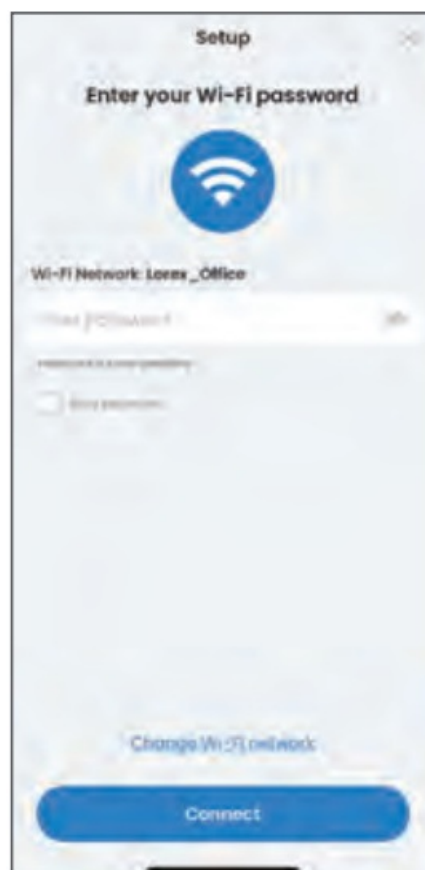 Setup
Enter your Wi-Fi password
Wi-Fi Network: Lorex_Office
Change Wi-Fi network
Connect